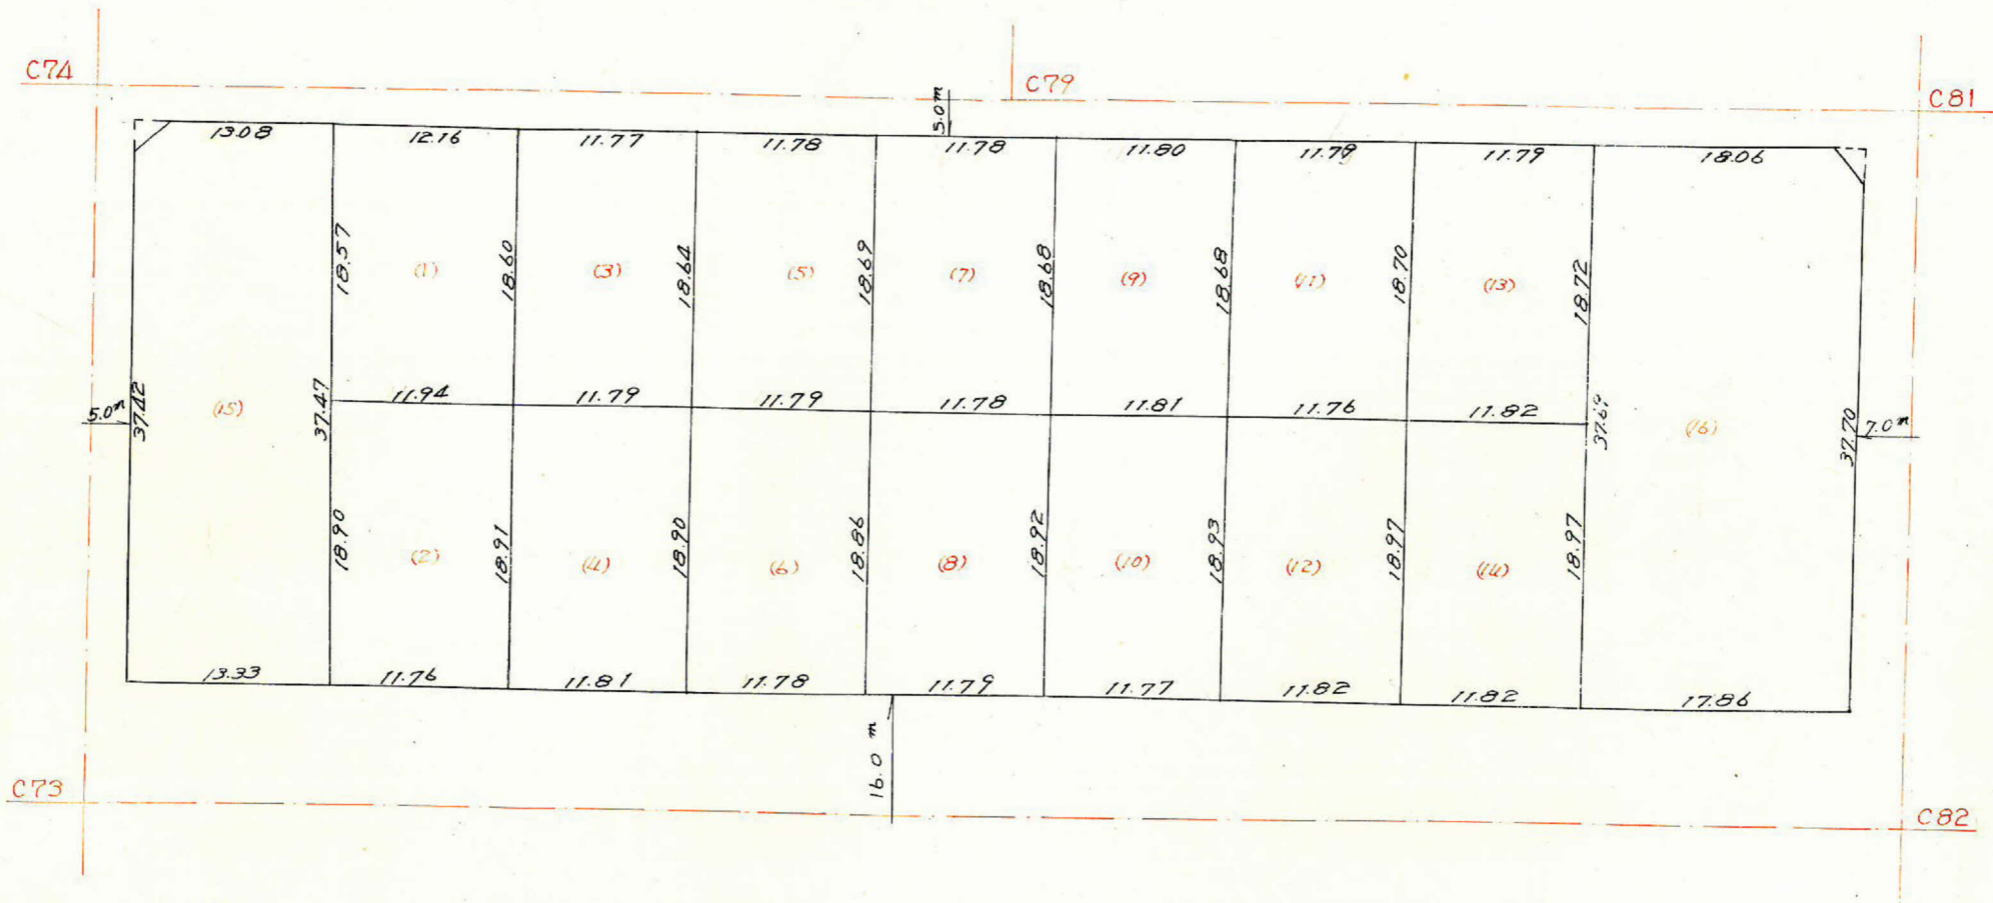 C74
C79
C81
5.0m
13.08 12.16 11.77 11.78 11.78 11.80 11.79 11.79 18.06
18.57 18.60 18.64 18.69 18.68 18.68 18.70 18.72
(1) (3) (5) (7) (9) (11) (13)
5.0m 37.42 (15) 37.47 11.94 11.79 11.79 11.78 11.81 11.76 11.82 37.69 (16) 37.70 7.0m
18.90 18.91 18.90 18.86 18.92 18.93 18.97 18.97
(2) (4) (6) (8) (10) (12) (14)
13.33 11.76 11.81 11.78 11.79 11.77 11.82 11.82 17.86
16.0 m
C73
C82